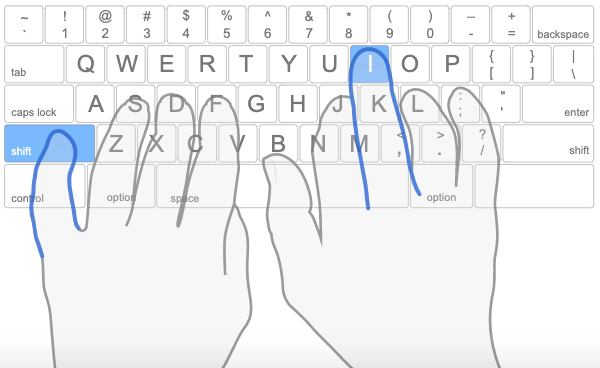 ~ ! @ # $ % ^ & * ( ) – +
` 1 2 3 4 5 6 7 8 9 0 - = backspace
tab Q W E R T Y U I O P { } |
[ ] \
caps lock A S D F G H J K L : " enter
; '
shift Z X C V B N M < > ? shift
, . /
control option space option